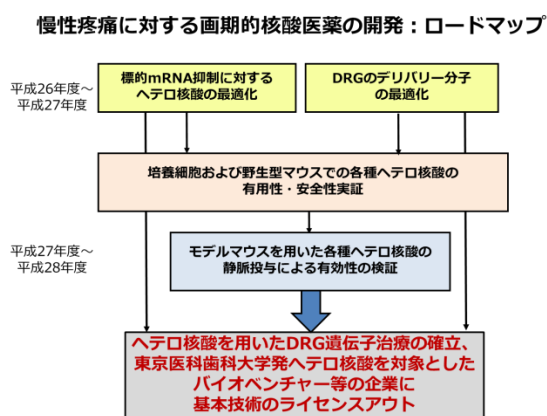 慢性疼痛に対する画期的核酸医薬の開発：ロードマップ
平成26年度～
平成27年度
標的mRNA抑制に対する
ヘテロ核酸の最適化
DRGのデリバリー分子
の最適化
培養細胞および野生型マウスでの各種ヘテロ核酸の
有用性・安全性実証
平成27年度～
平成28年度
モデルマウスを用いた各種ヘテロ核酸の
静脈投与による有効性の検証
ヘテロ核酸を用いたDRG遺伝子治療の確立、
東京医科歯科大学発ヘテロ核酸を対象とした
バイオベンチャー等の企業に
基本技術のライセンスアウト